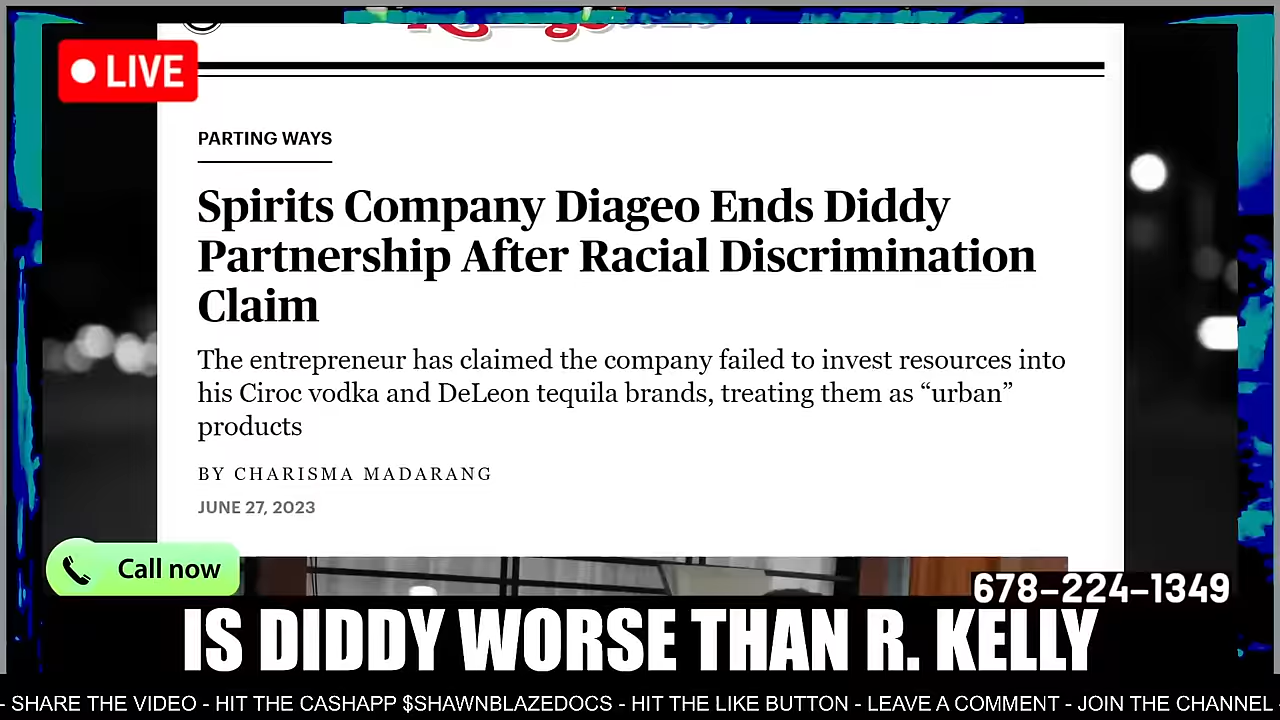 LIVE
PARTING WAYS
Spirits Company Diageo Ends Diddy
Partnership After Racial Discrimination
Claim
The entrepreneur has claimed the company failed to invest resources into
his Ciroc vodka and DeLeon tequila brands, treating them as “urban”
products
BY CHARISMA MADARANG
JUNE 27, 2023
Call now
678-224-1349
IS DIDDY WORSE THAN R. KELLY
- SHARE THE VIDEO - HIT THE CASHAPP $SHAWNBLAZEDOCS - HIT THE LIKE BUTTON - LEAVE A COMMENT - JOIN THE CHANNEL